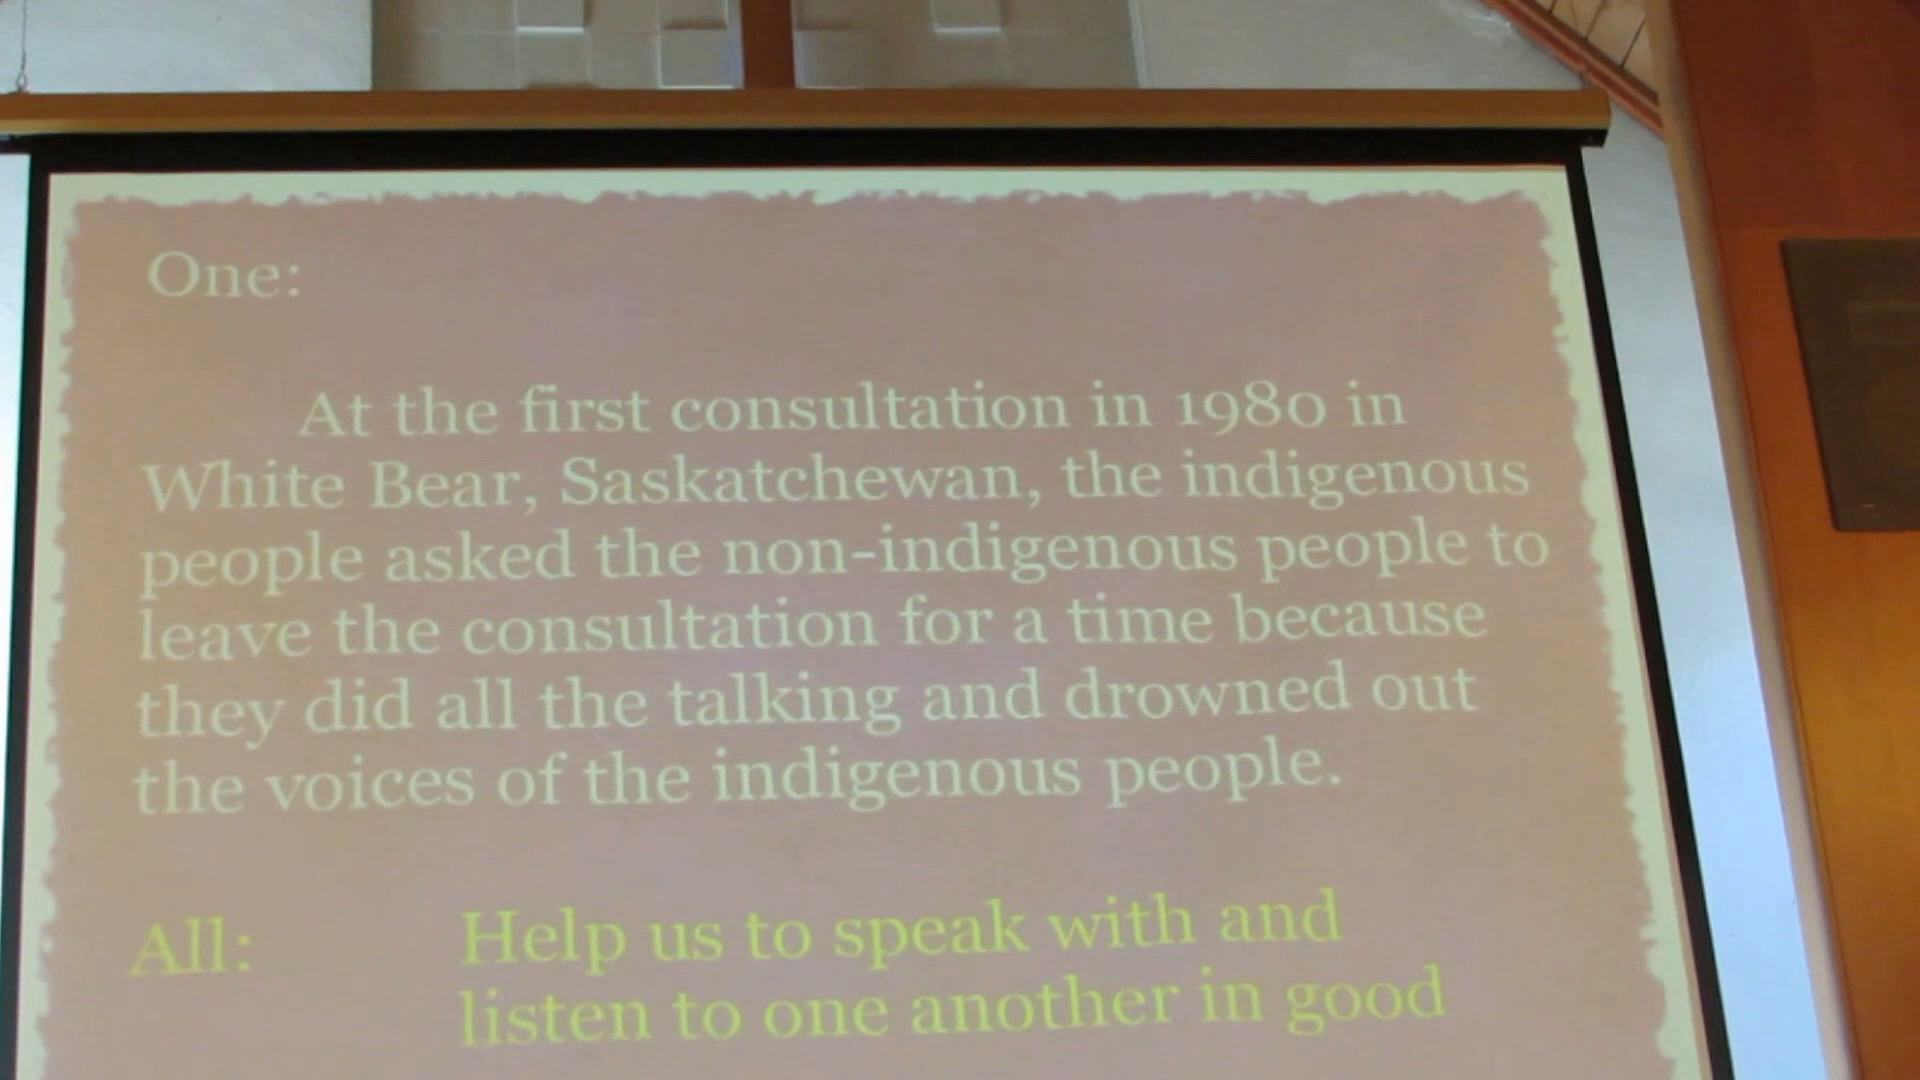 One:
At the first consultation in 1980 in
White Bear, Saskatchewan, the indigenous
people asked the non-indigenous people to
leave the consultation for a time because
they did all the talking and drowned out
the voices of the indigenous people.
All: Help us to speak with and
listen to one another in good